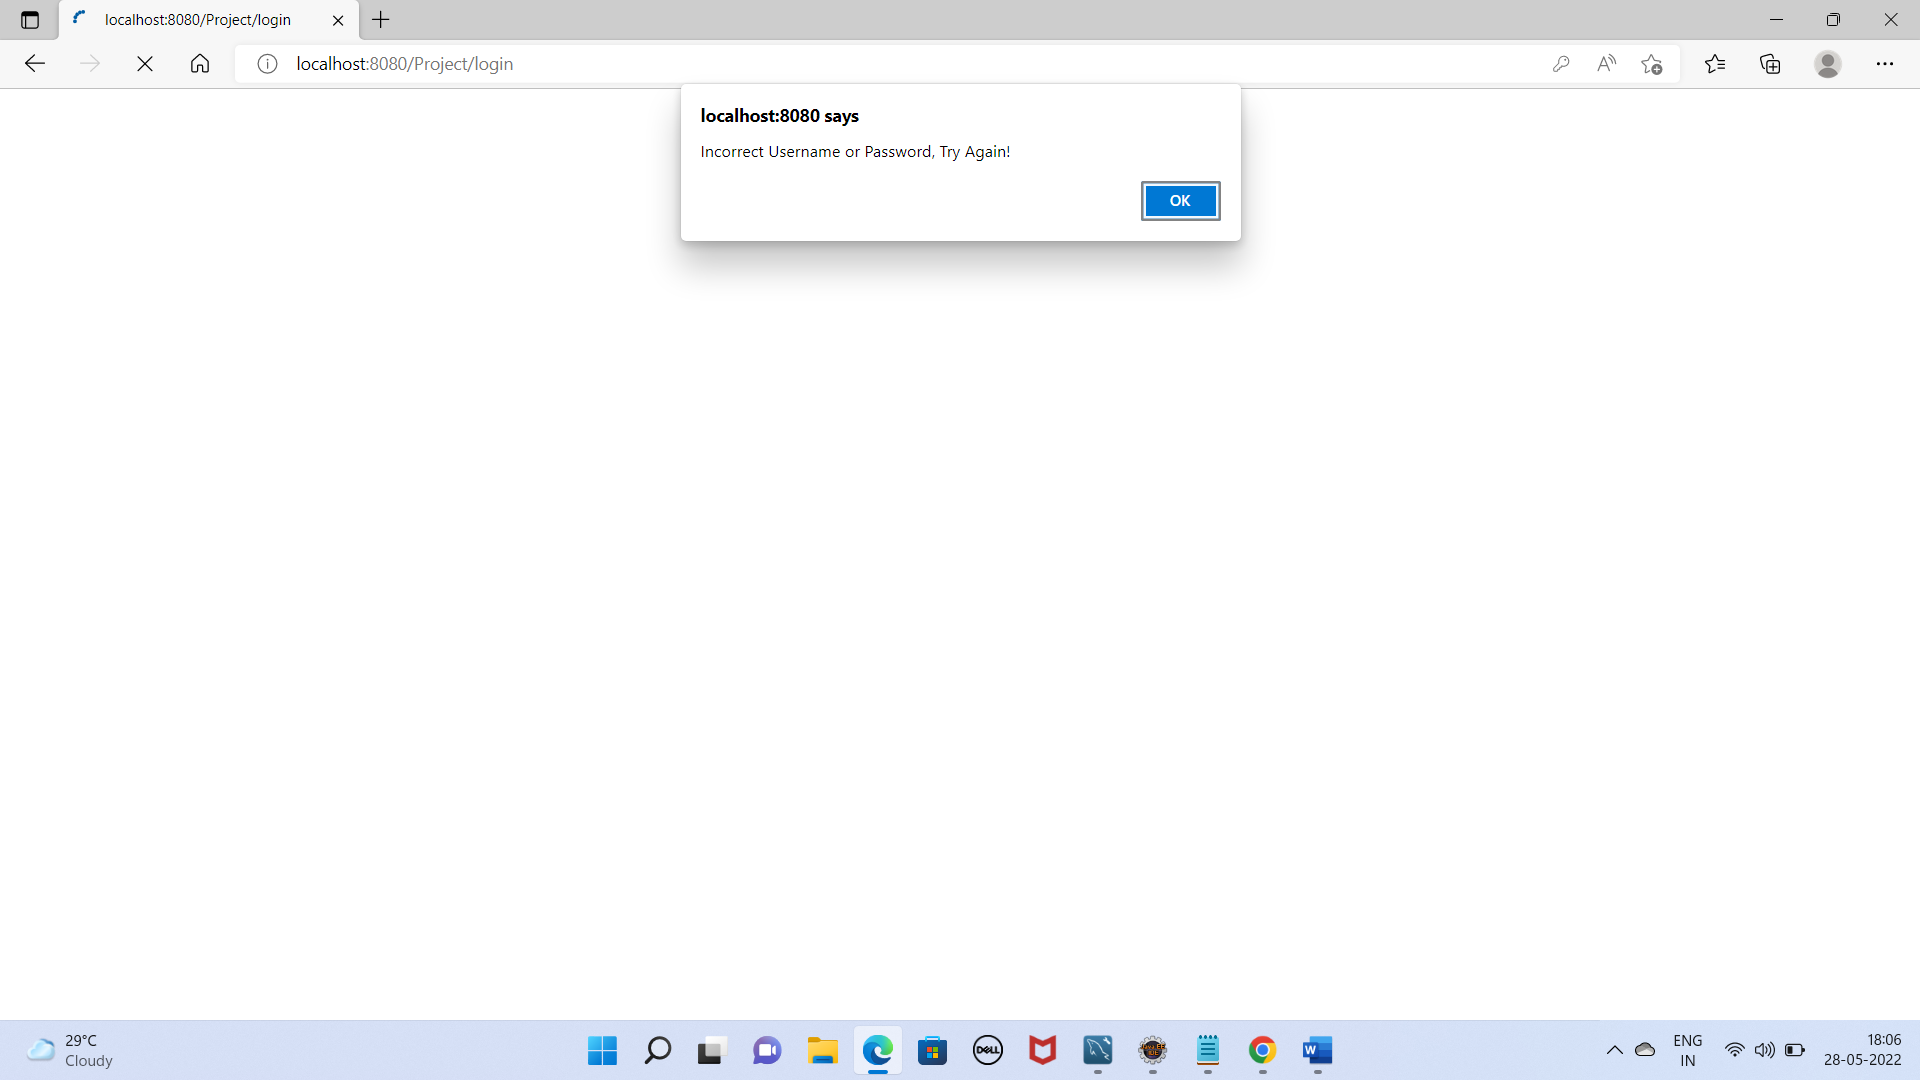 localhost:8080/Project/login
localhost:8080/Project/login
localhost:8080 says
Incorrect Username or Password, Try Again!
OK
29°C
Cloudy
DELL
W
ENG
IN
18:06
28-05-2022